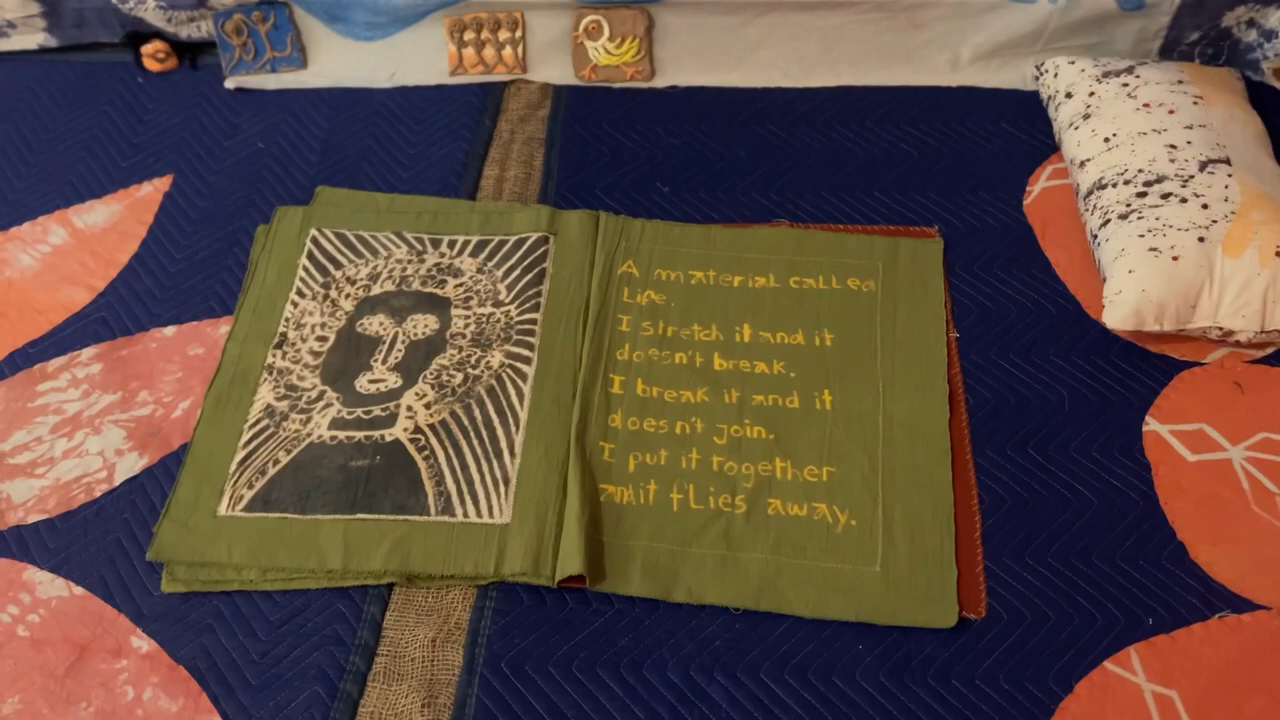 A material called
Life.
I stretch it and it
doesn't break.
I break it and it
doesn't join.
I put it together
and it fLies away.